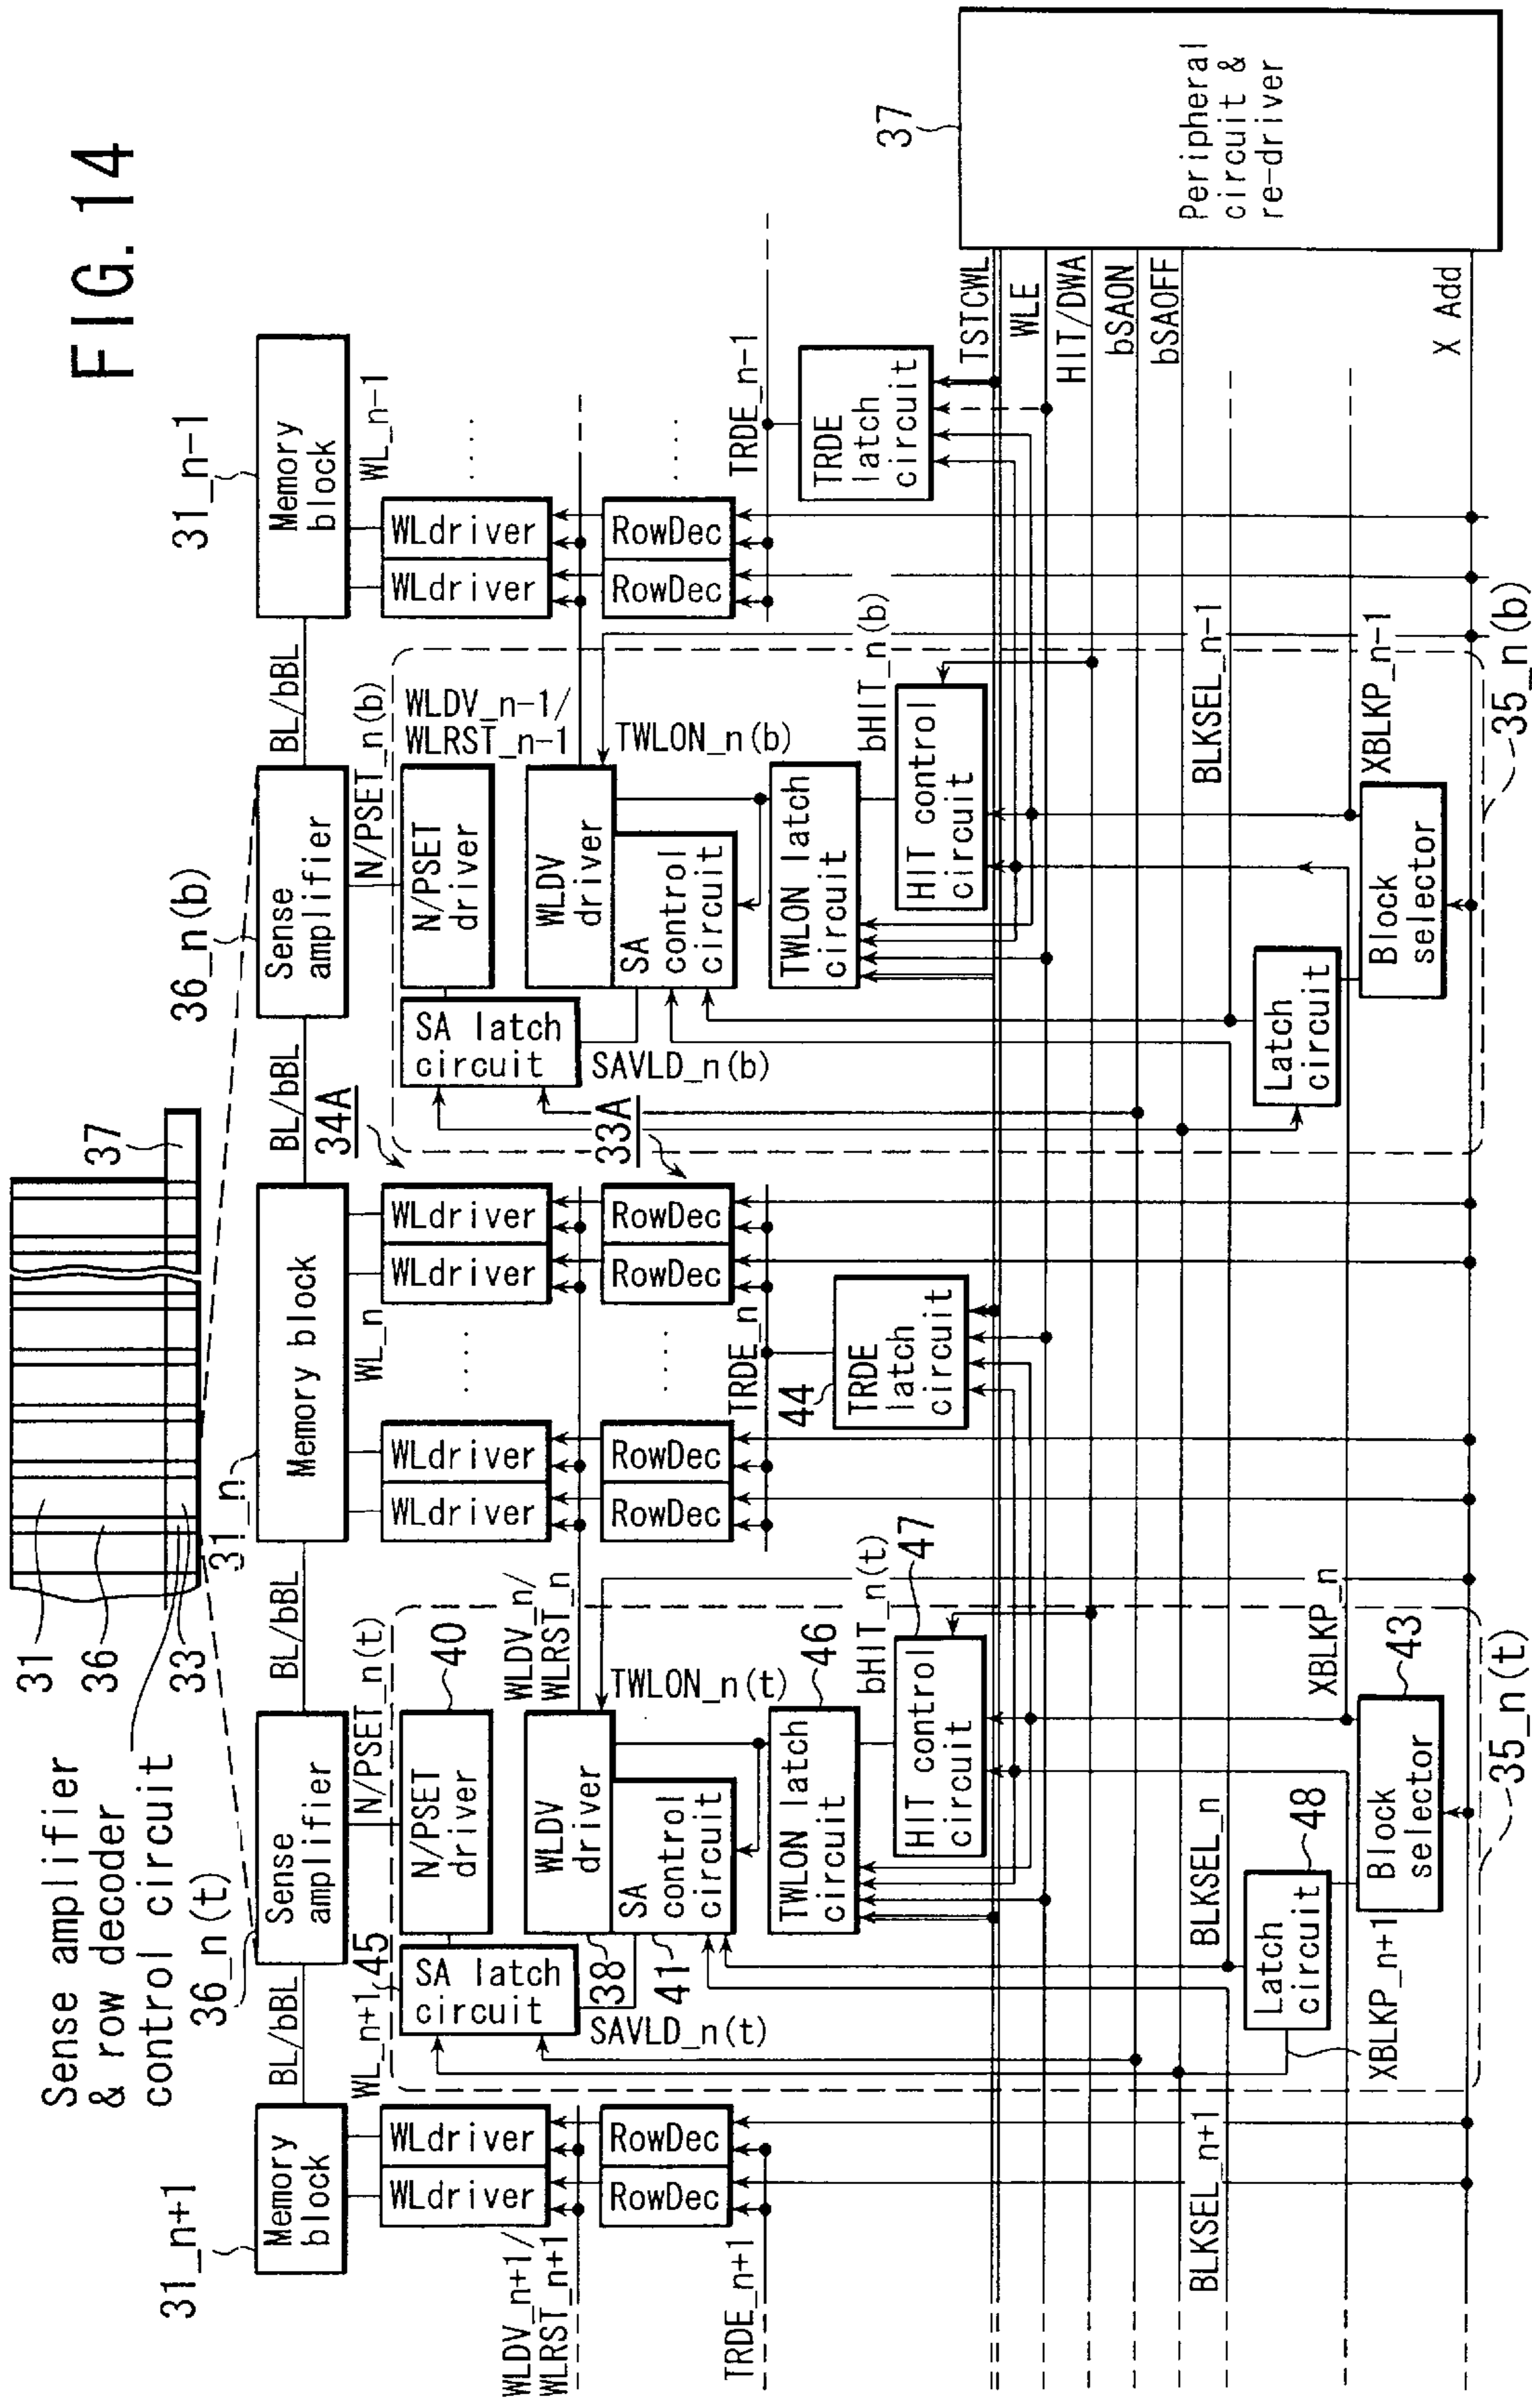 FIG. 14
Sense amplifier
& row decoder
control circuit
31
36
33
37
31_n+1
36_n(t)
31_n
36_n(b)
31_n-1
Memory
block
BL/bBL
Sense
amplifier
BL/bBL
Memory block
BL/bBL
Sense
amplifier
BL/bBL
Memory
block
WL_n+1
N/PSET_n(t)
WL_n
34A
N/PSET_n(b)
WL_n-1
WLdriver
WLdriver
45
SA latch
circuit
N/PSET
driver
40
WLdriver
WLdriver
WLdriver
WLdriver
SA latch
circuit
N/PSET
driver
WLdriver
WLdriver
WLDV_n+1/
WLRST_n+1
WLDV_n/
WLRST_n
WLDV_n-1/
WLRST_n-1
38
41
WLDV
driver
SA
control
circuit
WLDV
driver
SA
control
circuit
SAVLD_n(t)
TWLON_n(t)
33A
SAVLD_n(b)
TWLON_n(b)
RowDec
RowDec
RowDec
RowDec
RowDec
RowDec
RowDec
RowDec
TRDE_n+1
TRDE_n
TRDE_n-1
TWLON latch
circuit
46
44
TRDE
latch
circuit
TWLON latch
circuit
TRDE
latch
circuit
bHIT_n(t)
HIT control
circuit
47
bHIT_n(b)
HIT control
circuit
TSTCWL
WLE
HIT/DWA
bSAON
bSAOFF
X Add
37
Peripheral
circuit &
re-driver
BLKSEL_n+1
BLKSEL_n
BLKSEL_n-1
Latch
circuit
48
Latch
circuit
XBLKP_n+1
XBLKP_n
XBLKP_n-1
Block
selector
43
Block
selector
35_n(t)
35_n(b)